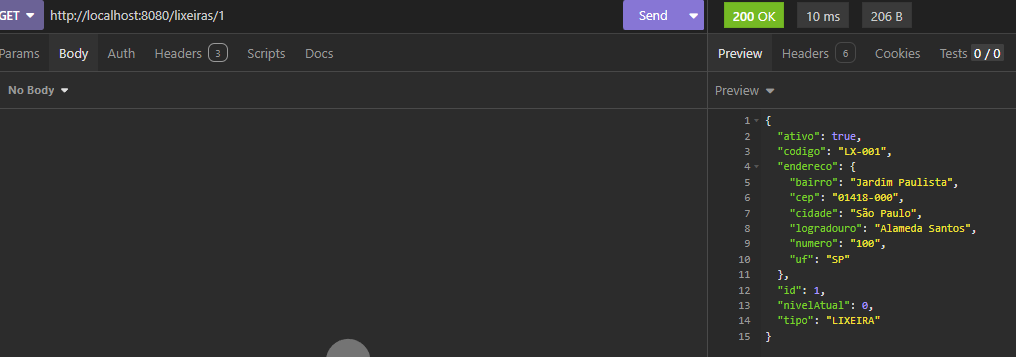 GET http://localhost:8080/lixeiras/1 Send 200 OK 10 ms 206 B
Params Body Auth Headers 3 Scripts Docs Preview Headers 6 Cookies Tests 0 / 0
No Body Preview
1 {
2 "ativo": true,
3 "codigo": "LX-001",
4 "endereco": {
5 "bairro": "Jardim Paulista",
6 "cep": "01418-000",
7 "cidade": "São Paulo",
8 "logradouro": "Alameda Santos",
9 "numero": "100",
10 "uf": "SP"
11 },
12 "id": 1,
13 "nivelAtual": 0,
14 "tipo": "LIXEIRA"
15 }